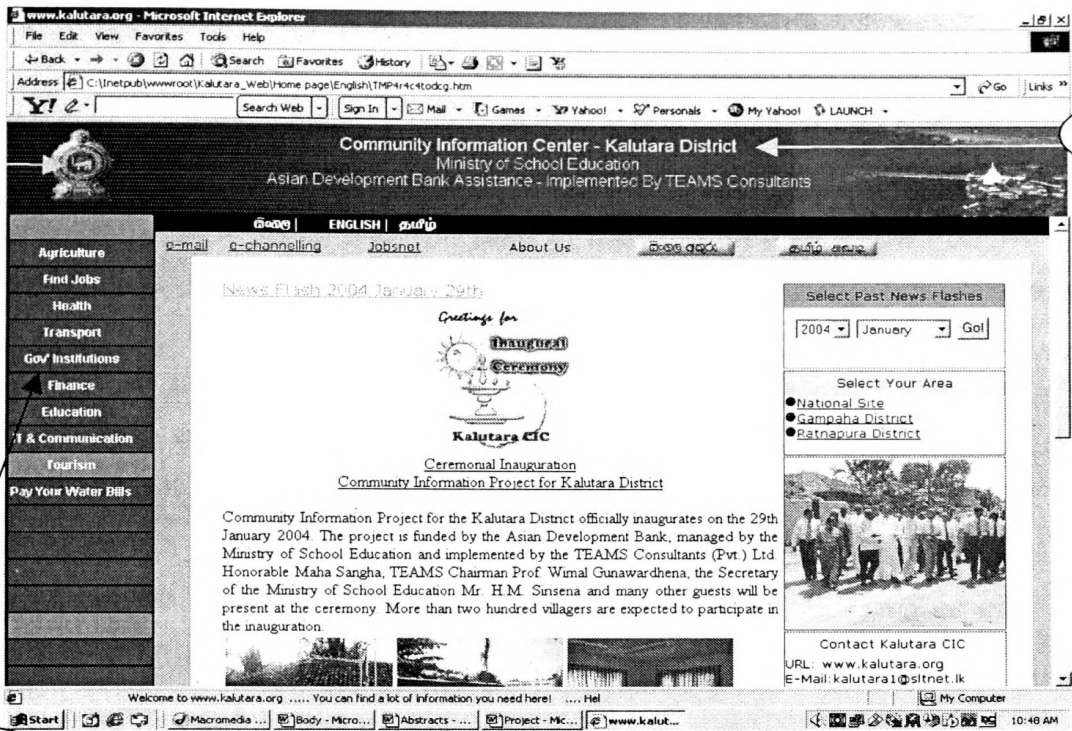 www.kalutara.org - Microsoft Internet Explorer
File Edit View Favorites Tools Help
Back Search Favorites History
Address C:\Inetpub\wwwroot\Kalutara_Web\Home page\English\TMP4r4c4todcg.htm Go Links »
Y! Search Web Sign In Mail Games Yahoo! Personals My Yahoo! LAUNCH
Community Information Center - Kalutara District
Ministry of School Education
Asian Development Bank Assistance - Implemented By TEAMS Consultants
සිංහල | ENGLISH | தமிழ்
e-mail e-channelling Jobsnet About Us සිංහල අකුරු
Agriculture
Find Jobs
Health
Transport
Gov' Institutions
Finance
Education
IT & Communication
Tourism
Pay Your Water Bills
News Flash 2004 January 29th
Greetings for
Inaugural
Ceremony
Kalutara CIC
Ceremonial Inauguration
Community Information Project for Kalutara District
Community Information Project for the Kalutara District officially inaugurates on the 29th
January 2004. The project is funded by the Asian Development Bank, managed by the
Ministry of School Education and implemented by the TEAMS Consultants (Pvt.) Ltd.
Honorable Maha Sangha, TEAMS Chairman Prof. Wimal Gunawardhena, the Secretary
of the Ministry of School Education Mr. H.M. Sirisena and many other guests will be
present at the ceremony. More than two hundred villagers are expected to participate in
the inauguration.
Select Past News Flashes
2004 January Go!
Select Your Area
National Site
Gampaha District
Ratnapura District
Contact Kalutara CIC
URL: www.kalutara.org
E-Mail:kalutara1@sltnet.lk
Welcome to www.kalutara.org ..... You can find a lot of information you need here! .... Hel My Computer
Start Macromedia ... Body - Micro... Abstracts - ... Project - Mic... www.kalut... 10:48 AM